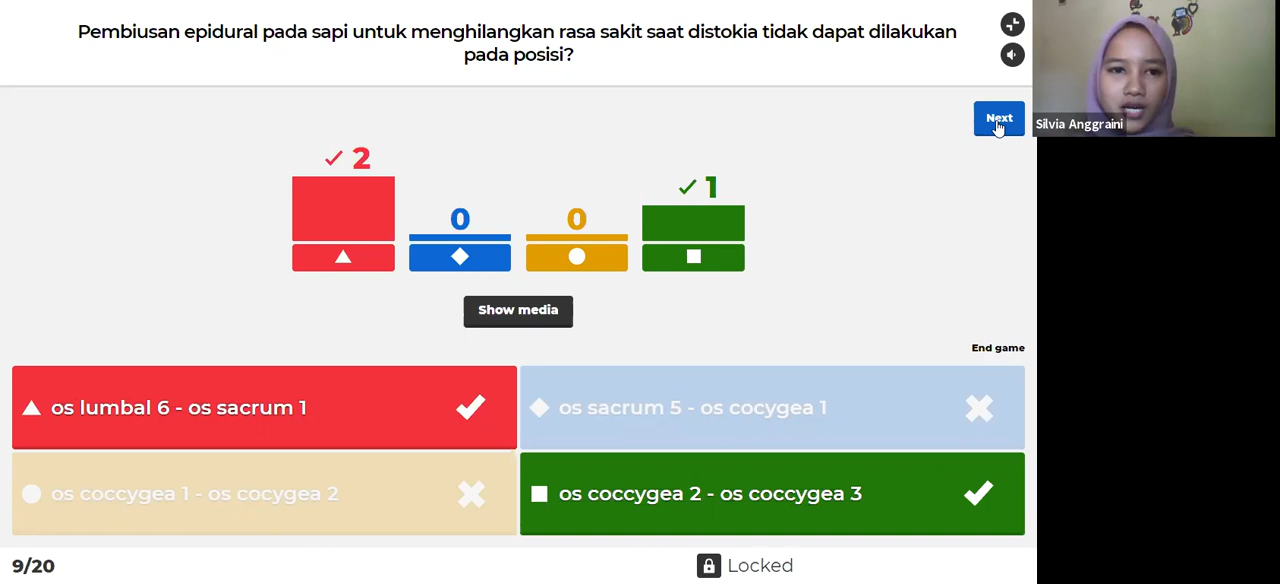 Pembiusan epidural pada sapi untuk menghilangkan rasa sakit saat distokia tidak dapat dilakukan
pada posisi?
Next
Silvia Anggraini
2
0
0
1
Show media
End game
os lumbal 6 - os sacrum 1
os sacrum 5 - os cocygea 1
os coccygea 1 - os cocygea 2
os coccygea 2 - os coccygea 3
9/20
Locked